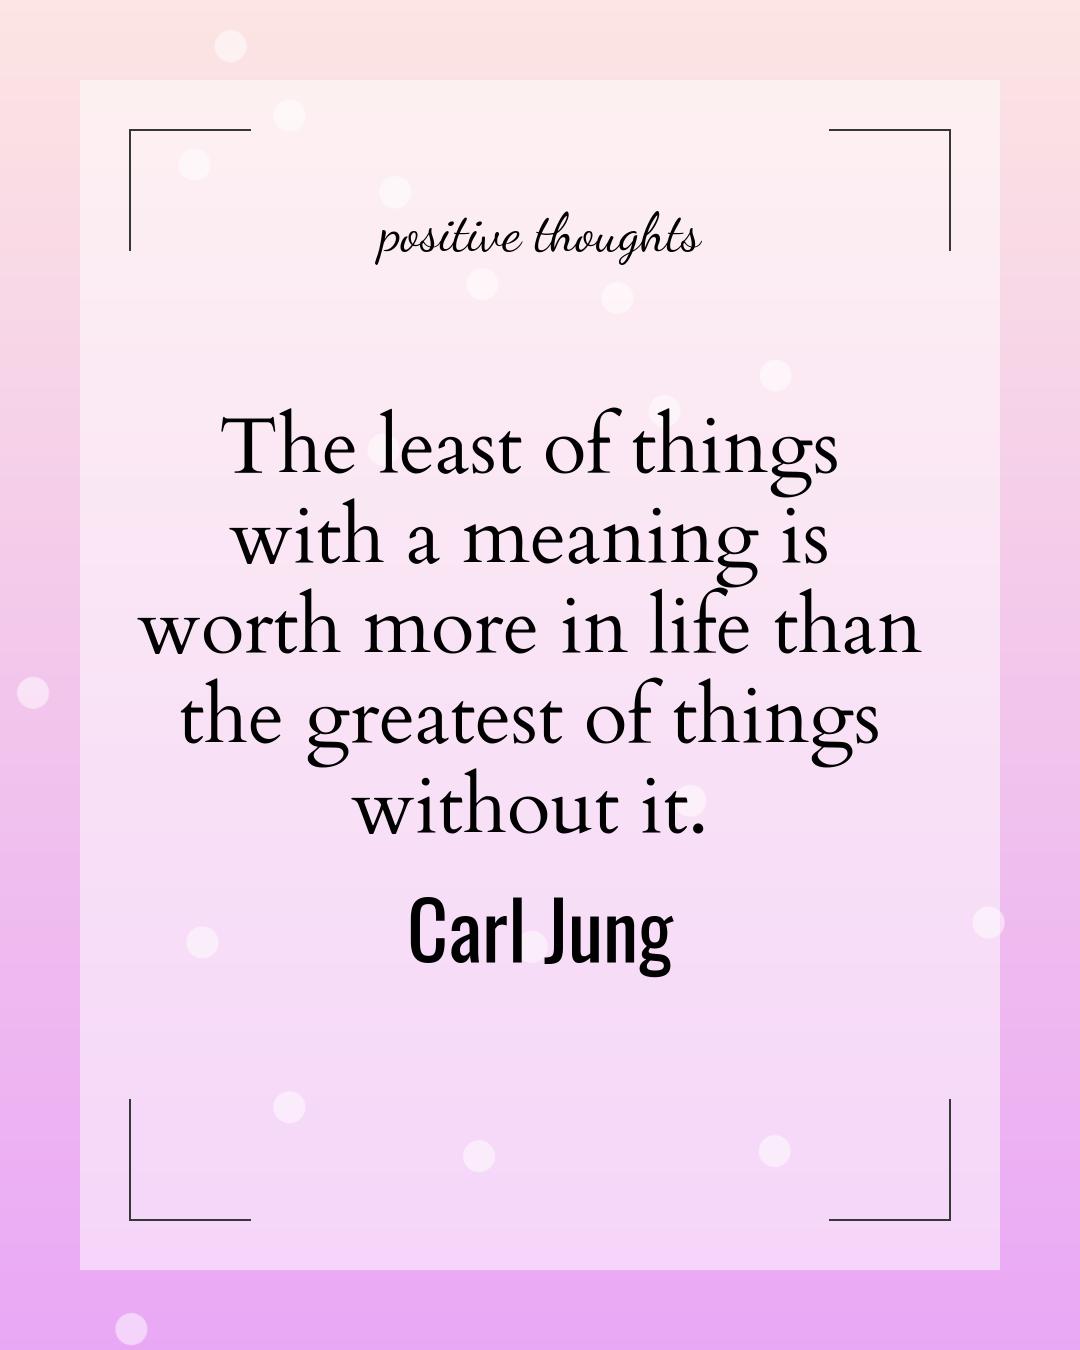 positive thoughts
The least of things
with a meaning is
worth more in life than
the greatest of things
without it.
Carl Jung